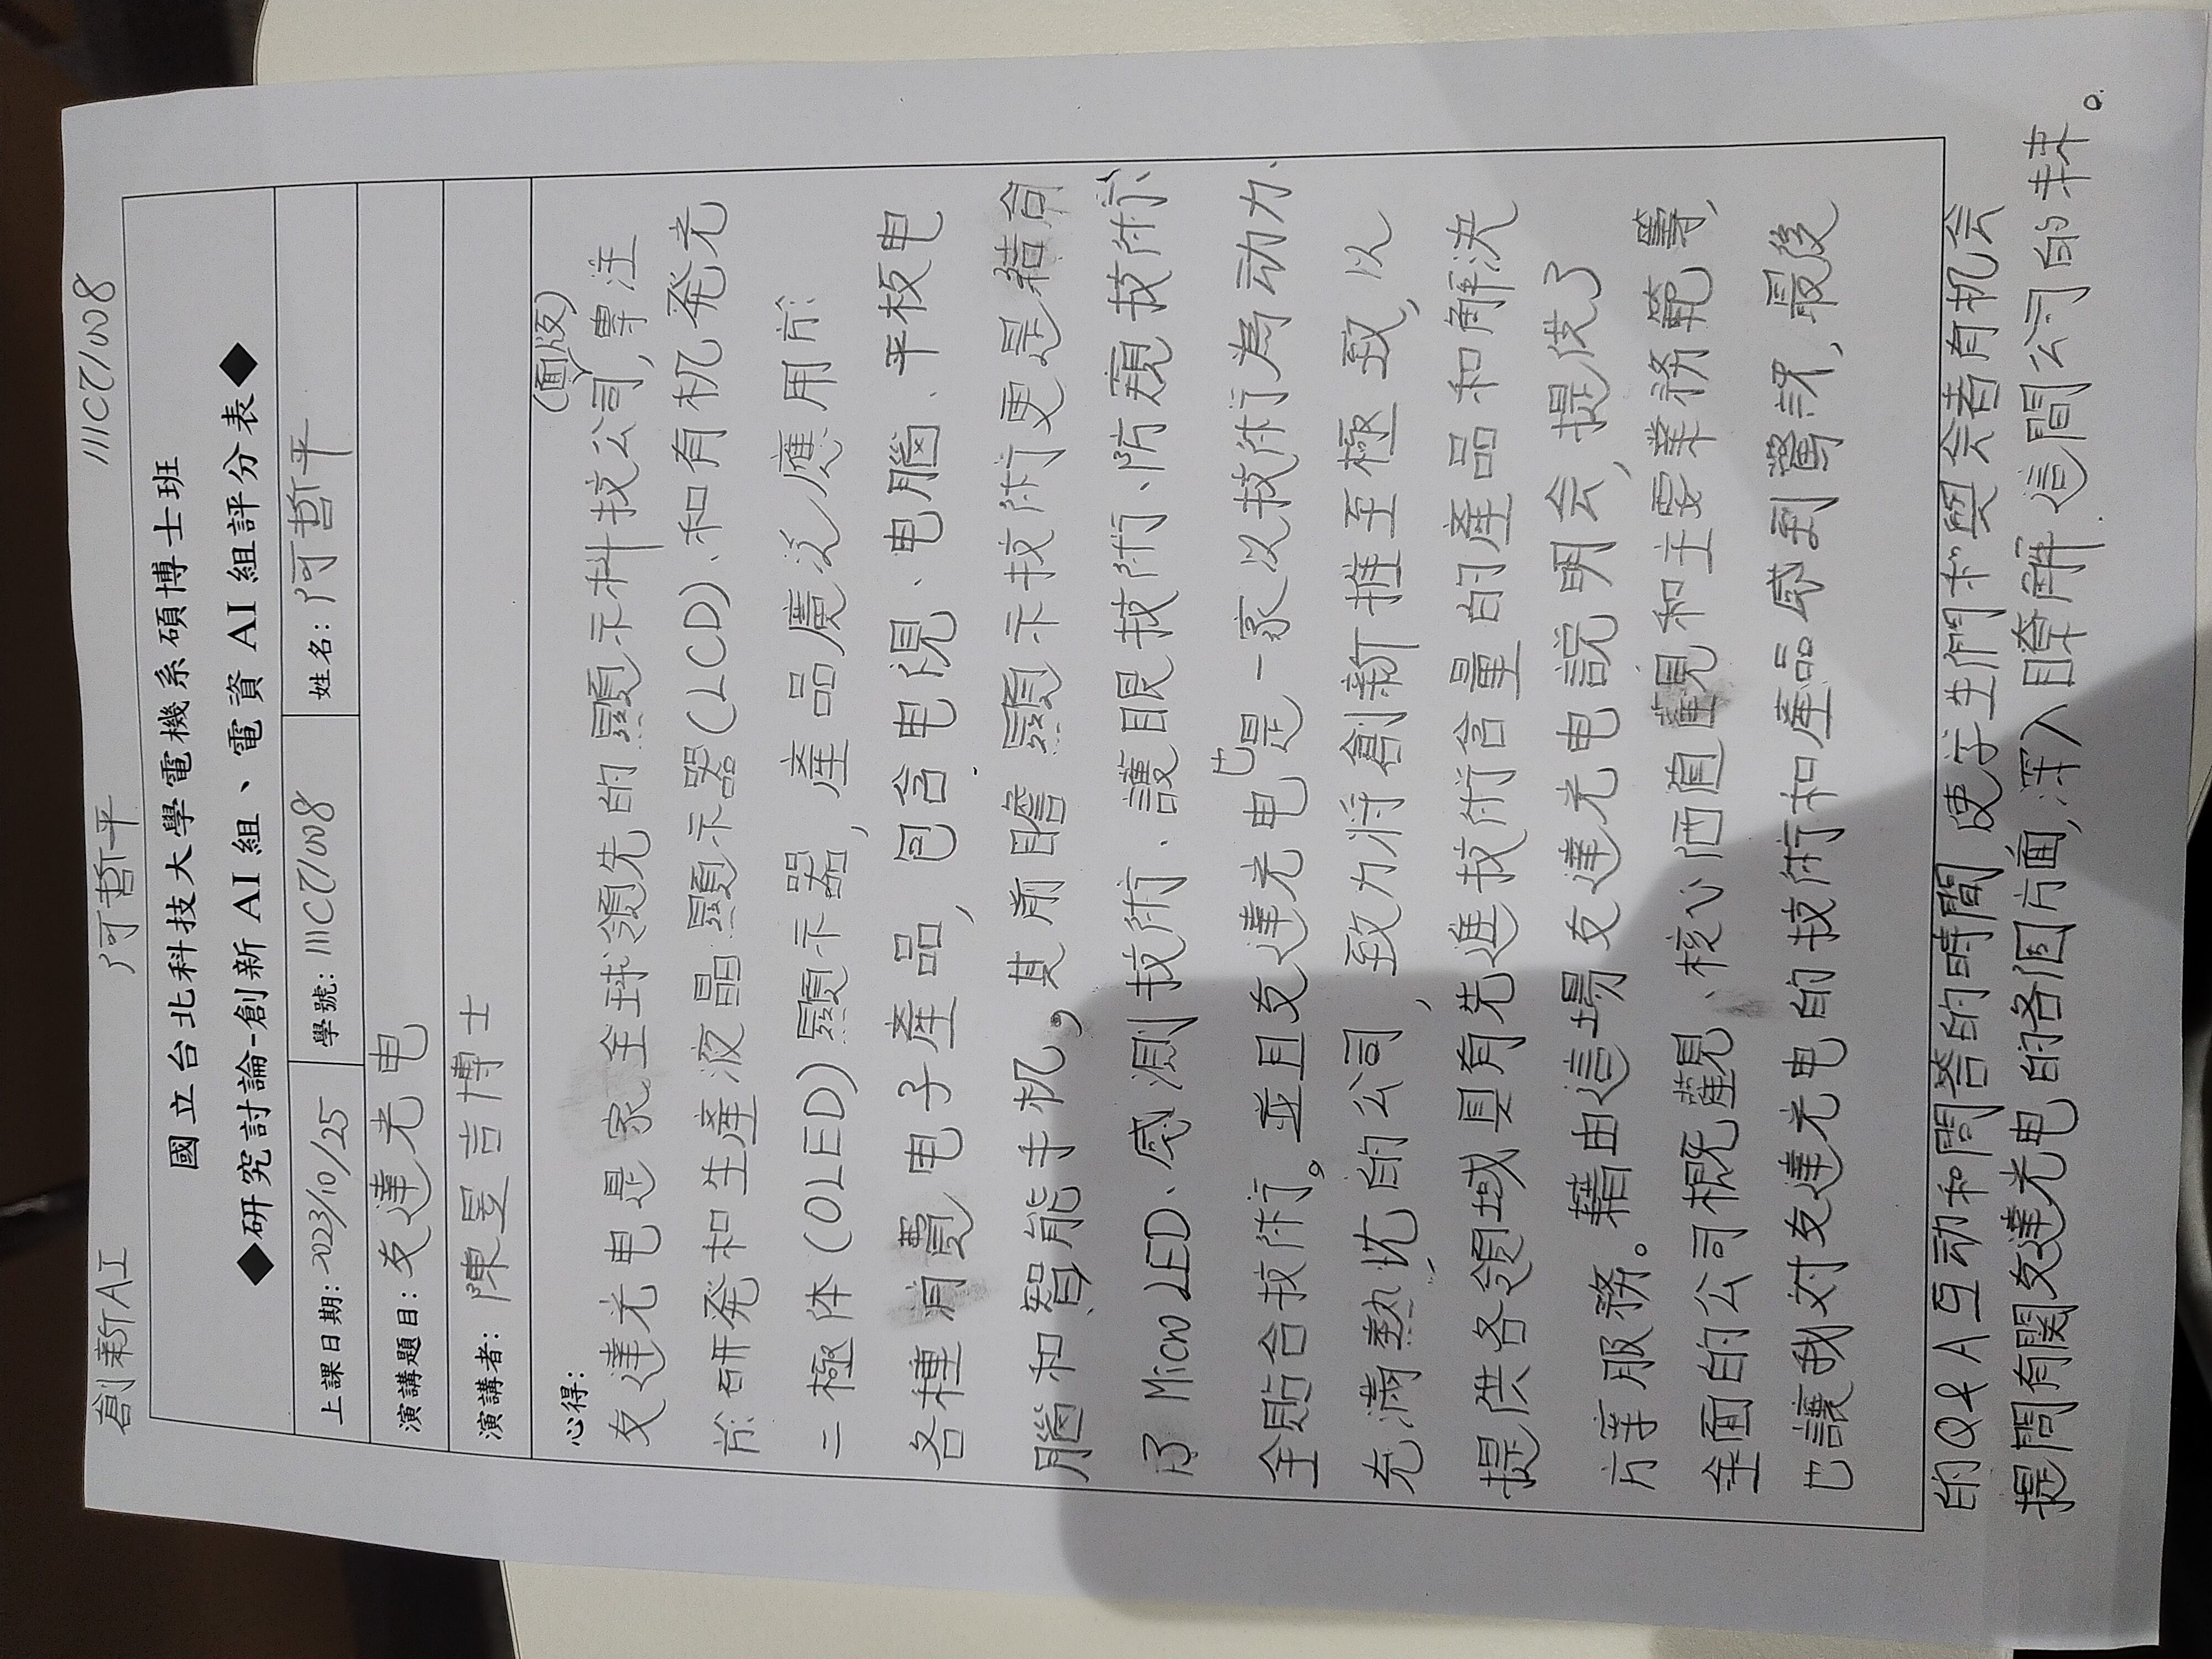 創新AI 阿哲平 111C71008
國立台北科技大學電機系碩博士班
◆研究討論-創新 AI 組、電資 AI 組評分表◆
上課日期: 2023/10/25 學號: 111C71008 姓名: 阿哲平
演講題目: 友達光电
演講者: 陳昱吉博士
心得:
(面版)
友達光电是家全球領先的顯示科技公司,專注
於研発和生產液晶顯示器(LCD)、和有机発光
二極体(OLED)顯示器,產品廣泛應用於
各種消費电子產品,包含电視、电腦、平板电
腦和智能手机。其前瞻顯示技術更是結合
了MicroLED、感測技術、護眼技術、防窺技術、
全貼合技術。並且友達光电也是一家以技術為动力、
充滿熱忱的公司,致力將創新推至極致,以
提供各領域具有先進技術含量的產品和解決
方案服務。藉由這場友達光电說明会,提供了
全面的公司概觀、核心価值觀和主要業務範籌,
也讓我对友達光电的技術和產品感到驚訝,最後
的Q&A互动和問答的時間 使学生們和與会者有机会
提問有関友達光电的各個方面,深入瞭解這間公司的未來。